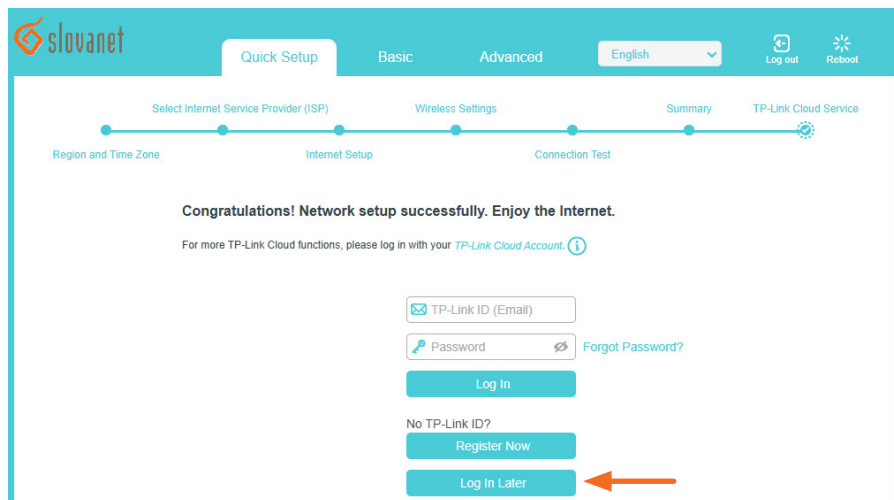 slovanet
Quick Setup Basic Advanced English Log out Reboot
Select Internet Service Provider (ISP) Wireless Settings Summary TP-Link Cloud Service
Region and Time Zone Internet Setup Connection Test
Congratulations! Network setup successfully. Enjoy the Internet.
For more TP-Link Cloud functions, please log in with your TP-Link Cloud Account.
TP-Link ID (Email)
Password Forgot Password?
Log In
No TP-Link ID?
Register Now
Log In Later